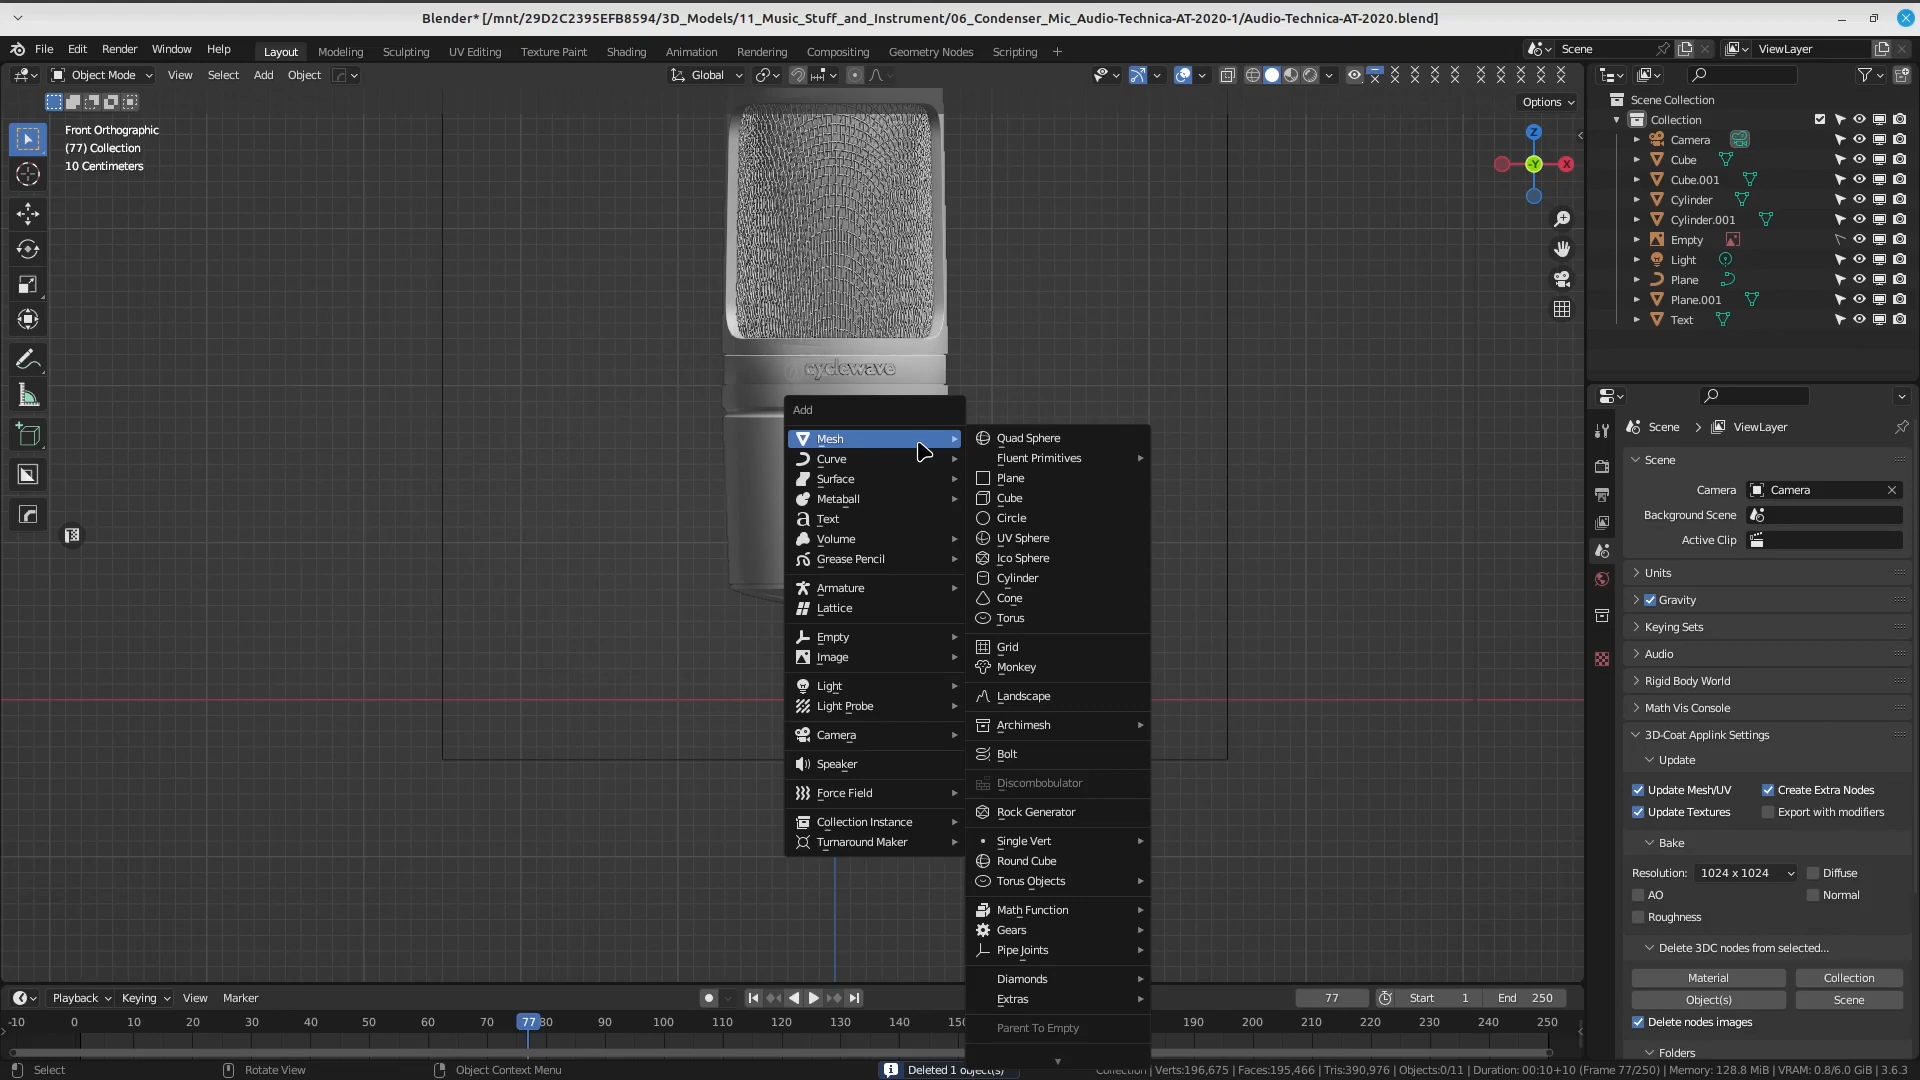 Blender* [/mnt/29D2C2395EFB8594/3D_Models/11_Music_Stuff_and_Instrument/06_Condenser_Mic_Audio-Technica-AT-2020-1/Audio-Technica-AT-2020.blend]
File Edit Render Window Help Layout Modeling Sculpting UV Editing Texture Paint Shading Animation Rendering Compositing Geometry Nodes Scripting + Scene ViewLayer
Object Mode View Select Add Object Global
Options
Front Orthographic
(77) Collection
10 Centimeters
Z
-Y X
cyclewave
Add
Mesh
Curve
Surface
Metaball
Text
Volume
Grease Pencil
Armature
Lattice
Empty
Image
Light
Light Probe
Camera
Speaker
Force Field
Collection Instance
Turnaround Maker
Quad Sphere
Fluent Primitives
Plane
Cube
Circle
UV Sphere
Ico Sphere
Cylinder
Cone
Torus
Grid
Monkey
Landscape
Archimesh
Bolt
Discombobulator
Rock Generator
Single Vert
Round Cube
Torus Objects
Math Function
Gears
Pipe Joints
Diamonds
Extras
Parent To Empty
Scene Collection
Collection
Camera
Cube
Cube.001
Cylinder
Cylinder.001
Empty
Light
Plane
Plane.001
Text
Scene ViewLayer
Scene
Camera Camera
Background Scene
Active Clip
Units
Gravity
Keying Sets
Audio
Rigid Body World
Math Vis Console
3D-Coat Applink Settings
Update
Update Mesh/UV Create Extra Nodes
Update Textures Export with modifiers
Bake
Resolution: 1024 x 1024 Diffuse
AO Normal
Roughness
Delete 3DC nodes from selected...
Material Collection
Object(s) Scene
Delete nodes images
Folders
Playback Keying View Marker 77 Start 1 End 250
-10 0 10 20 30 40 50 60 70 77 80 90 100 110 120 130 140 190 200 210 220 230 240 250
Select Rotate View Object Context Menu Deleted 1 object(s) Collection | Verts:196,675 | Faces:195,466 | Tris:390,976 | Objects:0/11 | Duration: 00:10+10 (Frame 77/250) | Memory: 128.8 MiB | VRAM: 0.8/6.0 GiB | 3.6.3